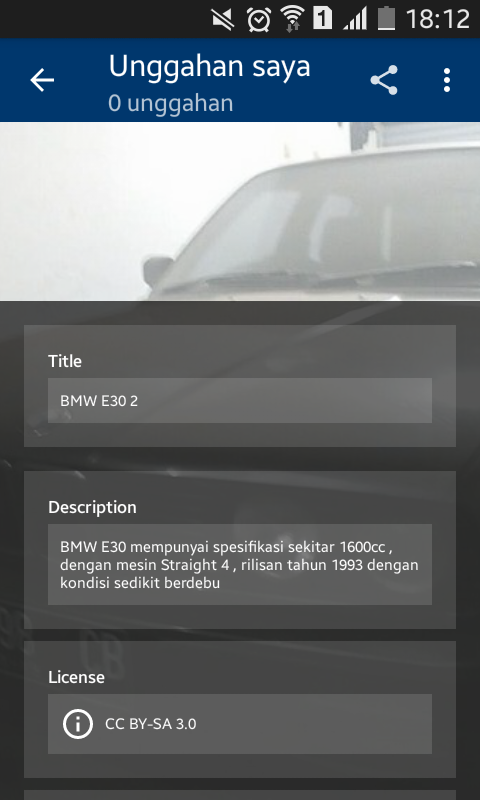 1 18:12
Unggahan saya
0 unggahan
Title
BMW E30 2
Description
BMW E30 mempunyai spesifikasi sekitar 1600cc ,
dengan mesin Straight 4 , rilisan tahun 1993 dengan
kondisi sedikit berdebu
License
CC BY-SA 3.0